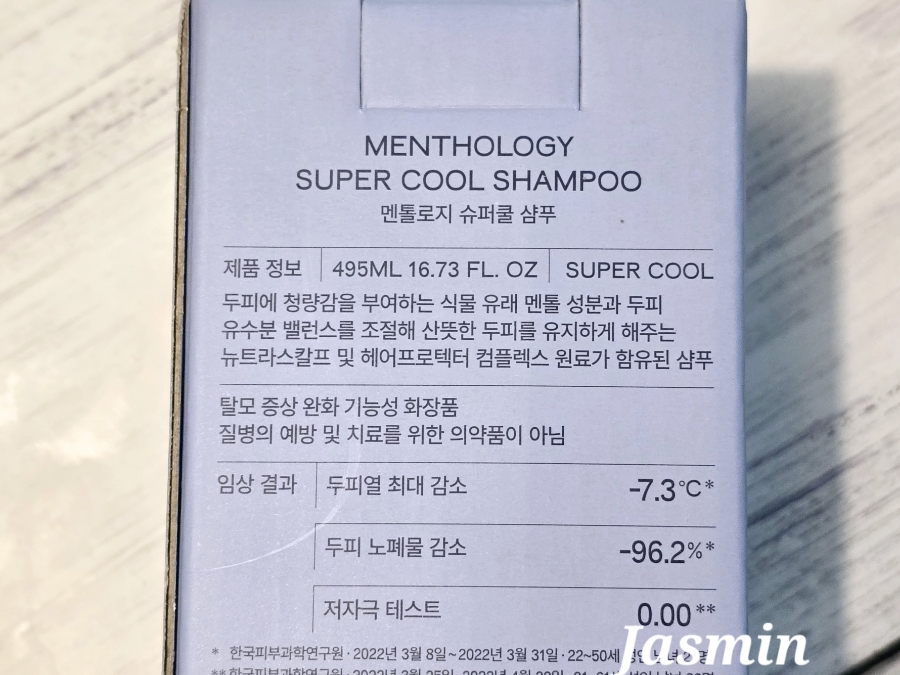 MENTHOLOGY
SUPER COOL SHAMPOO
멘톨로지 슈퍼쿨 샴푸
제품 정보 495ML 16.73 FL. OZ SUPER COOL
두피에 청량감을 부여하는 식물 유래 멘톨 성분과 두피
유수분 밸런스를 조절해 산뜻한 두피를 유지하게 해주는
뉴트라스칼프 및 헤어프로텍터 컴플렉스 원료가 함유된 샴푸
탈모 증상 완화 기능성 화장품
질병의 예방 및 치료를 위한 의약품이 아님
임상 결과 두피열 최대 감소 -7.3℃*
두피 노폐물 감소 -96.2%*
저자극 테스트 0.00**
* 한국피부과학연구원 · 2022년 3월 8일~2022년 3월 31일 · 22~50세
Jasmin